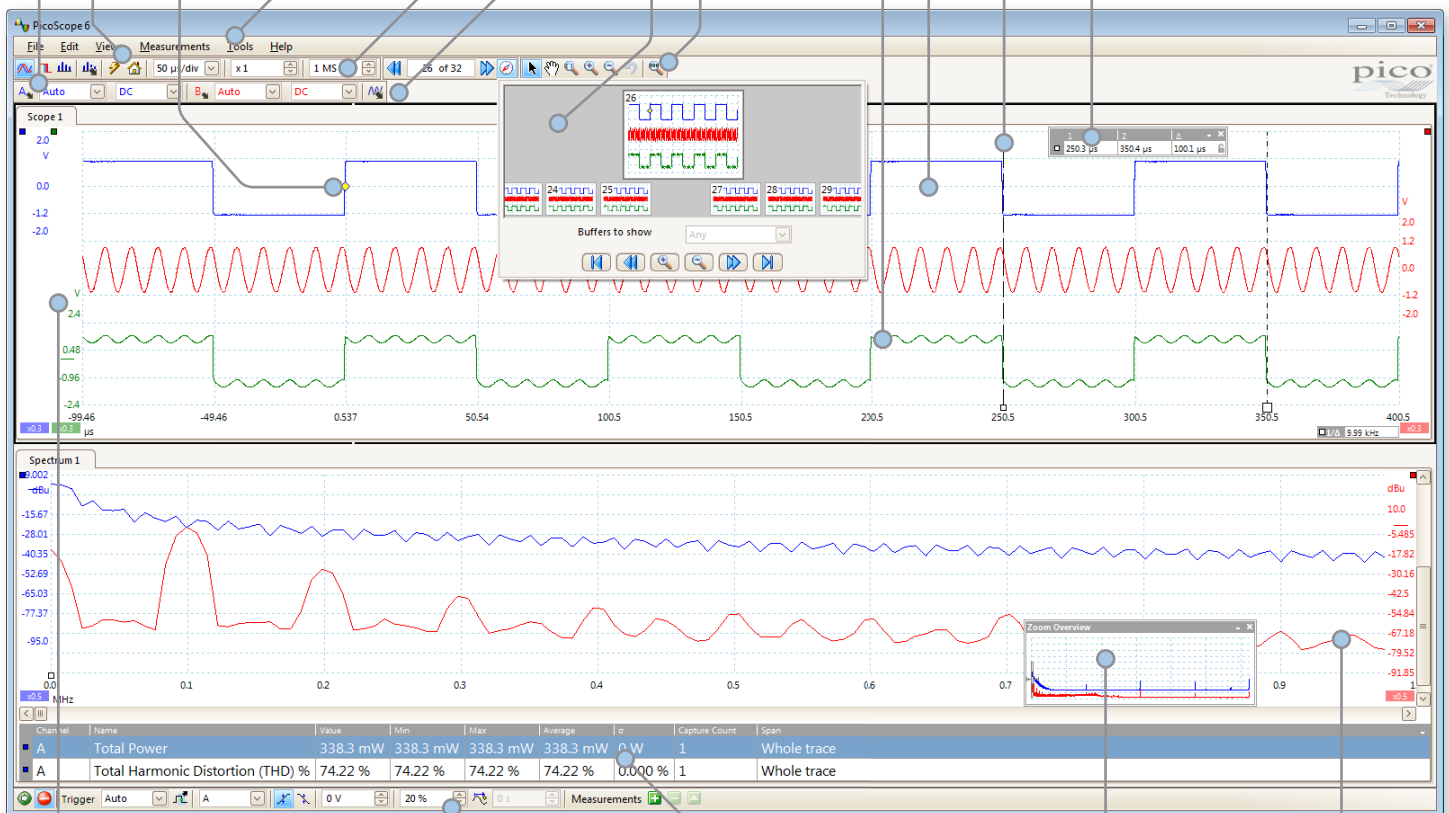 PicoScope 6
File Edit Views Measurements Tools Help
50 µs/div x 1 1 MS 26 of 32
pico
Technology
A Auto DC B Auto DC
Scope 1
2.0
V
0.0
-1.2
-2.0
V
2.4
0.48
-0.96
-2.4
-99.46 -49.46 0.537 50.54 100.5 150.5 200.5 250.5 300.5 350.5 400.5
x0.3 x0.3 µs
1/Δ 9.99 kHz x0.3
V
2.0
1.2
0.0
-1.2
-2.0
1 2 Δ
250.3 µs 350.4 µs 100.1 µs
26
24 25 27 28 29
Buffers to show Any
Spectrum 1
9.002
dBu
-15.67
-28.01
-40.35
-52.69
-65.03
-77.37
-95.0
dBu
10.0
-5.485
-17.82
-30.16
-42.5
-54.84
-67.18
-79.52
-91.85
Zoom Overview
0.0 0.1 0.2 0.3 0.4 0.5 0.6 0.7 0.9 1
x0.5 MHz x0.5
Channel Name Value Min Max Average σ Capture Count Span
A Total Power 338.3 mW 338.3 mW 338.3 mW 338.3 mW 0 W 1 Whole trace
A Total Harmonic Distortion (THD) % 74.22 % 74.22 % 74.22 % 74.22 % 0.000 % 1 Whole trace
Trigger Auto A 0 V 20 % 0 s Measurements